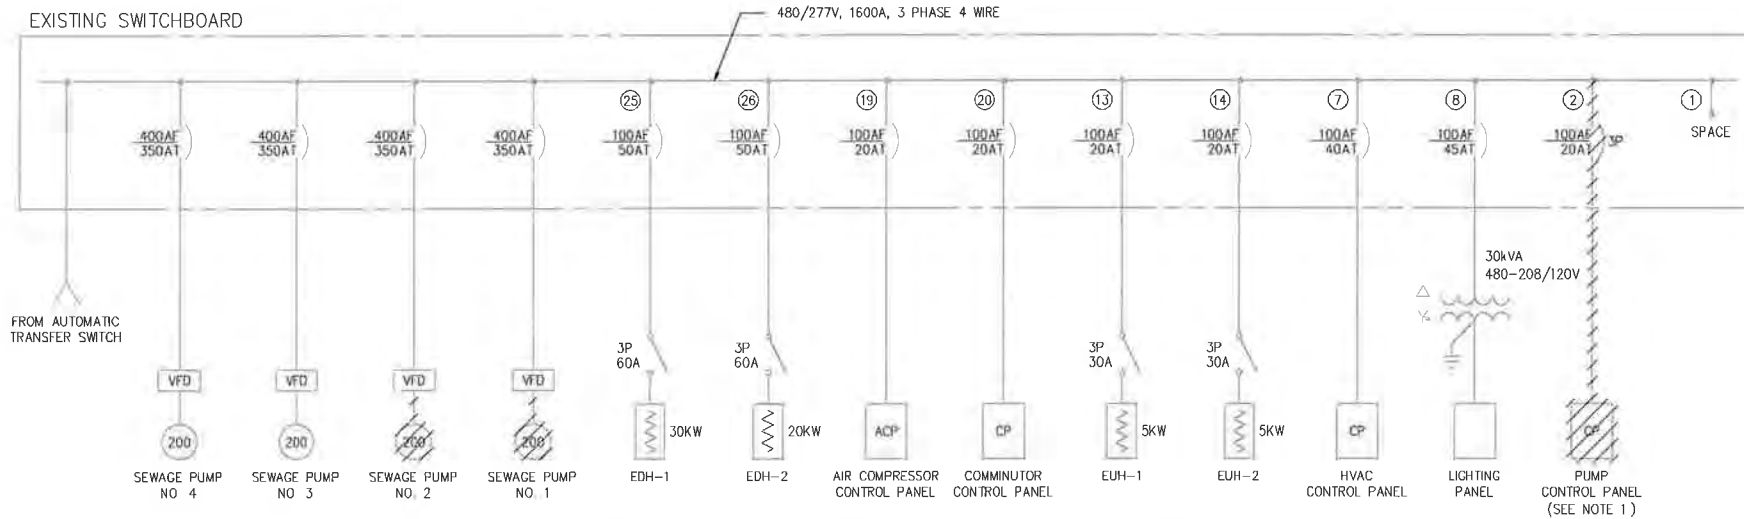 EXISTING SWITCHBOARD
480/277V, 1600A, 3 PHASE 4 WIRE
25
26
19
20
13
14
7
8
2
1
400AF
350AT
400AF
350AT
400AF
350AT
400AF
350AT
100AF
50AT
100AF
50AT
100AF
20AT
100AF
20AT
100AF
20AT
100AF
20AT
100AF
40AT
100AF
45AT
100AF
20AT
3P
SPACE
30kVA
480-208/120V
FROM AUTOMATIC
TRANSFER SWITCH
3P
60A
3P
60A
3P
30A
3P
30A
VFD
VFD
VFD
VFD
200
200
200
200
30KW
20KW
ACP
CP
5KW
5KW
CP
CP
SEWAGE PUMP
NO 4
SEWAGE PUMP
NO 3
SEWAGE PUMP
NO. 2
SEWAGE PUMP
NO. 1
EDH-1
EDH-2
AIR COMPRESSOR
CONTROL PANEL
COMMINUTOR
CONTROL PANEL
EUH-1
EUH-2
HVAC
CONTROL PANEL
LIGHTING
PANEL
PUMP
CONTROL PANEL
(SEE NOTE 1)